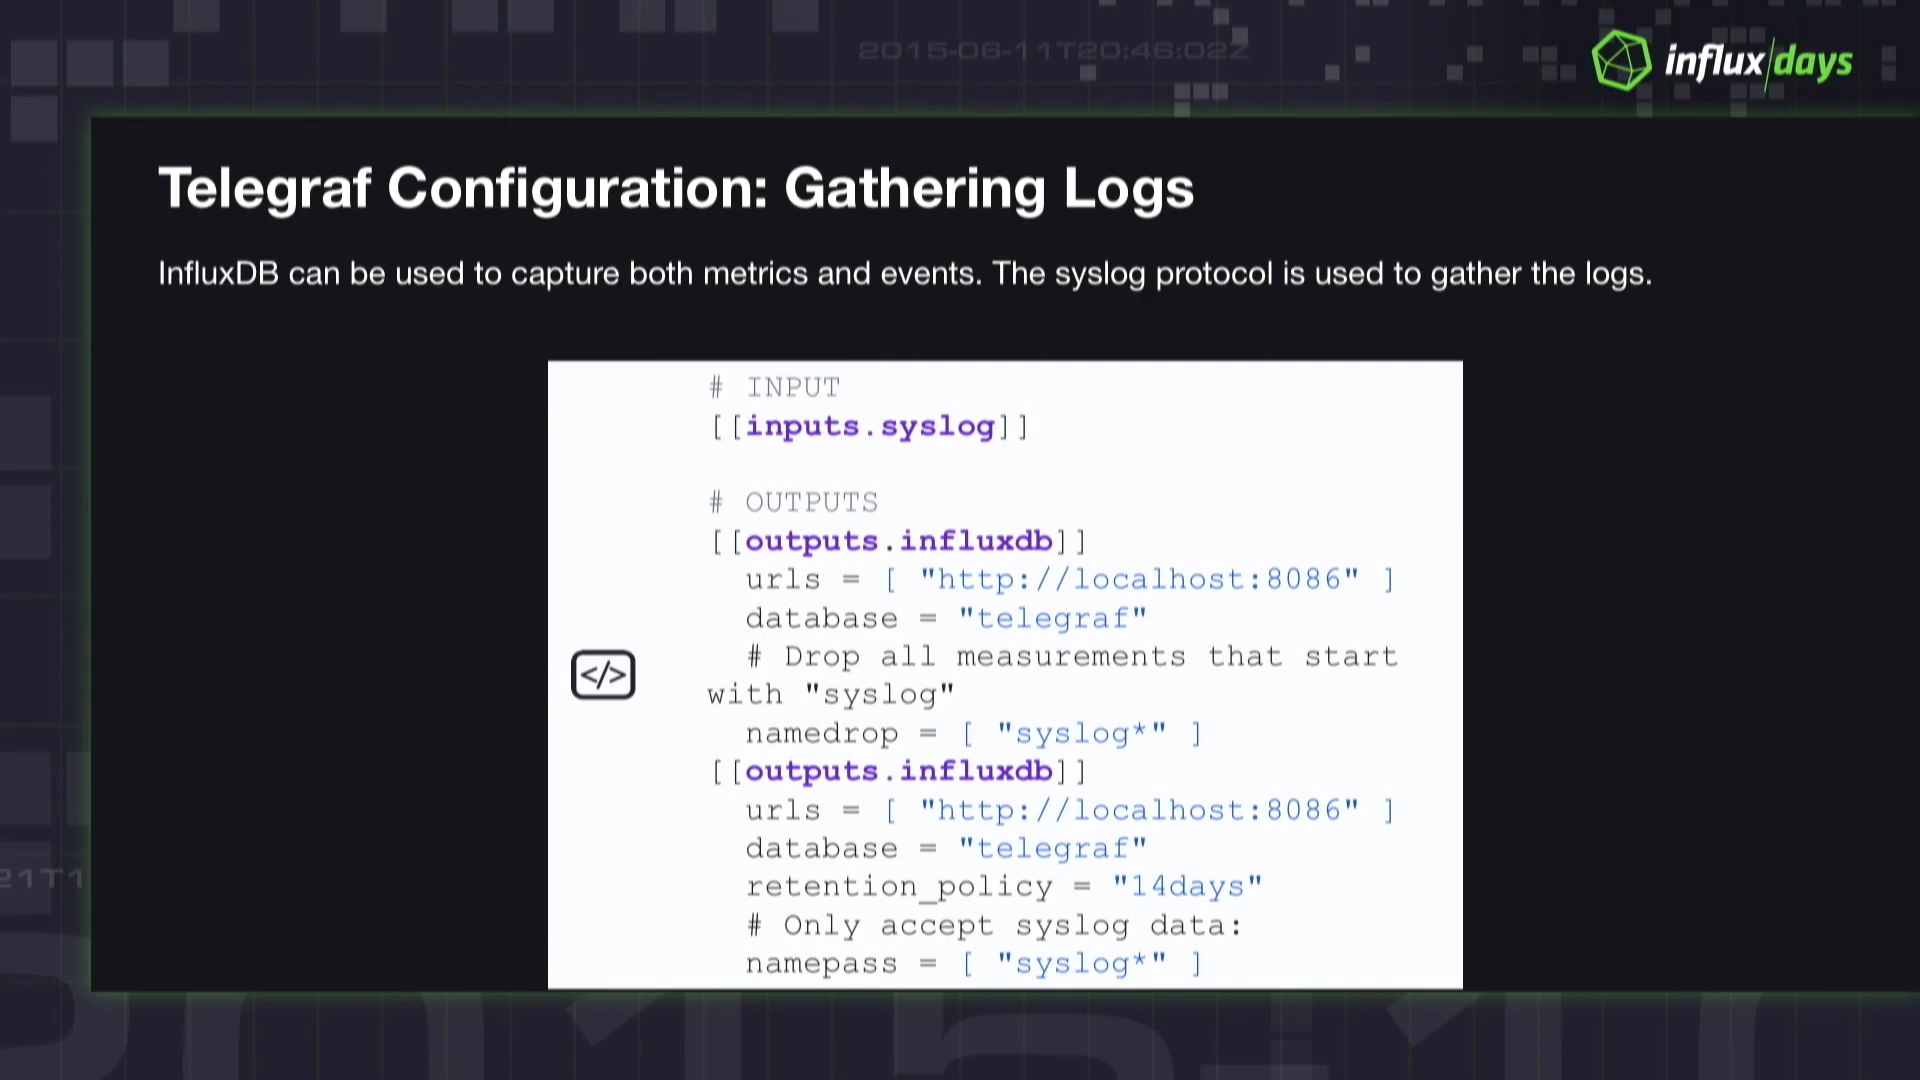 2015-06-11T20:46:02Z
influx/days
Telegraf Configuration: Gathering Logs
InfluxDB can be used to capture both metrics and events. The syslog protocol is used to gather the logs.
# INPUT
[[inputs.syslog]]
# OUTPUTS
[[outputs.influxdb]]
urls = [ "http://localhost:8086" ]
database = "telegraf"
# Drop all measurements that start
with "syslog"
</>
namedrop = [ "syslog*" ]
[[outputs.influxdb]]
urls = [ "http://localhost:8086" ]
database = "telegraf"
retention_policy = "14days"
# Only accept syslog data:
namepass = [ "syslog*" ]
21T1